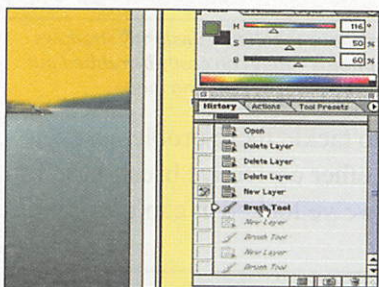 H 116 °
S 50 %
B 60 %
History Actions Tool Presets
Open
Delete Layer
Delete Layer
Delete Layer
New Layer
Brush Tool
New Layer
Brush Tool
New Layer
Brush Tool